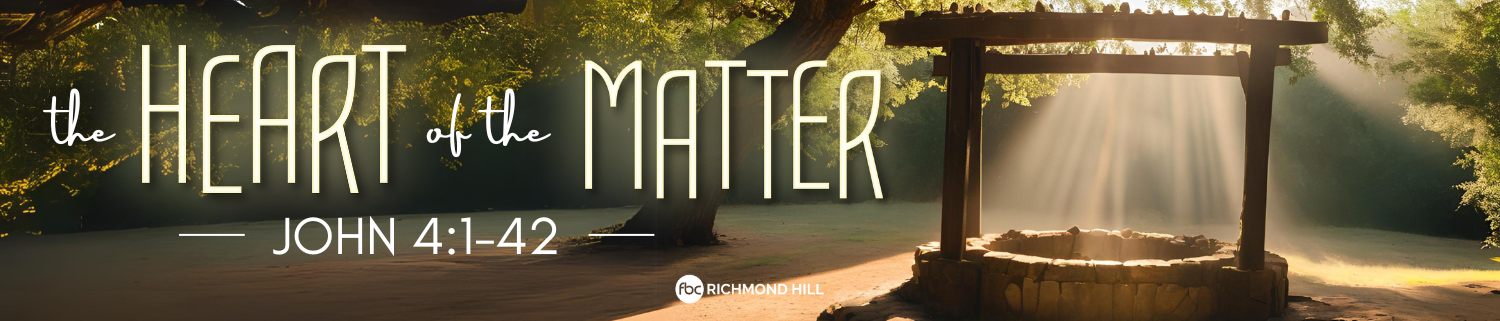 the HEART of the MATTER
JOHN 4:1-42
fbc RICHMOND HILL